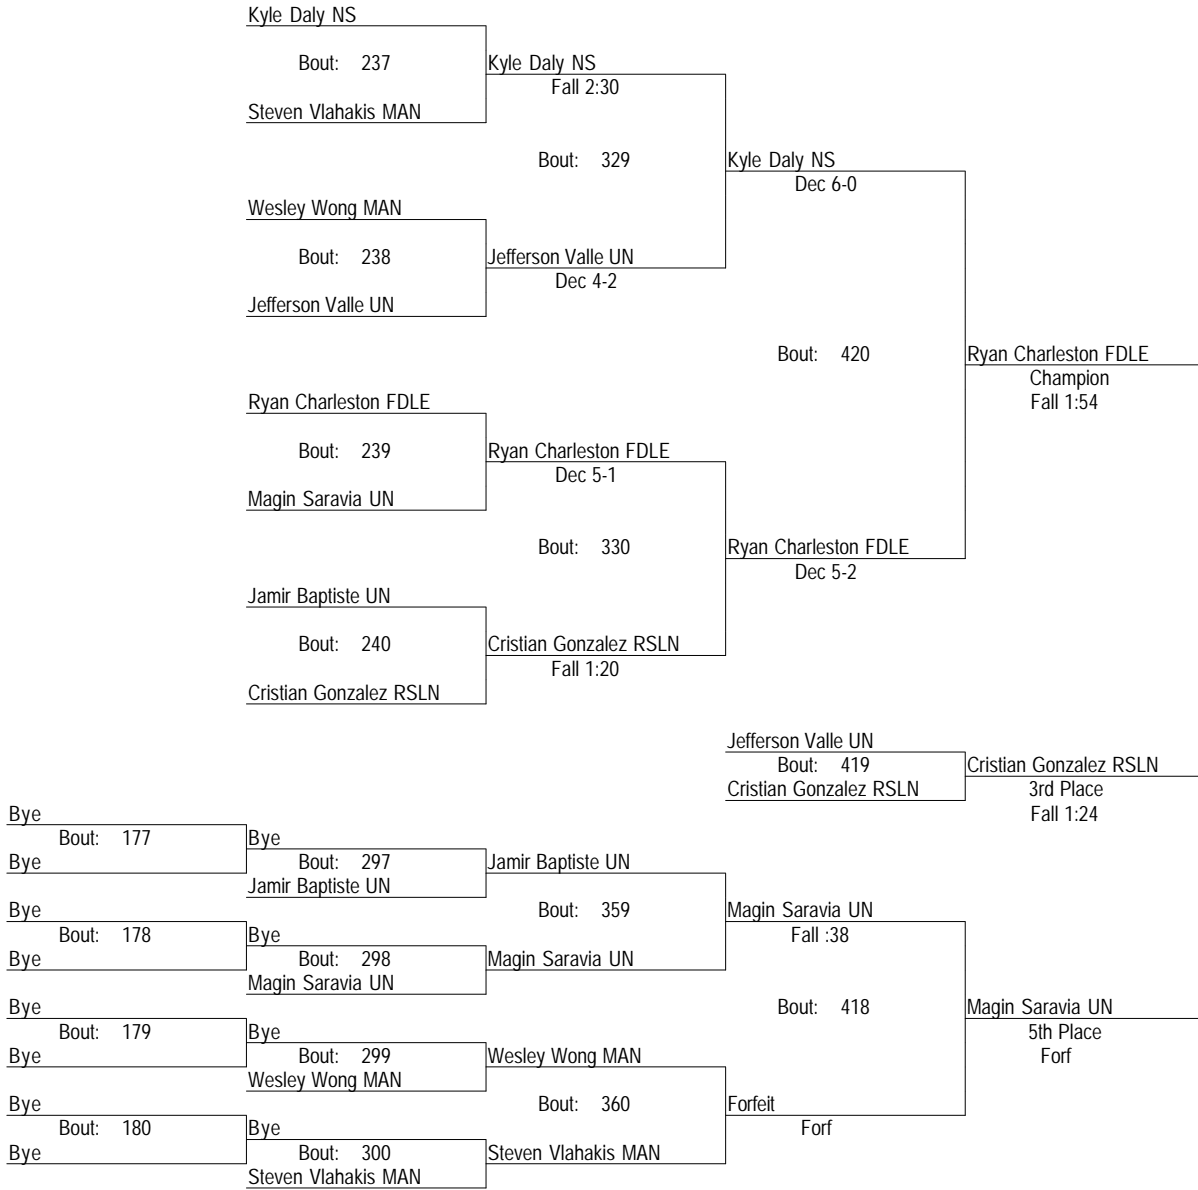 Kyle Daly NS
Bout: 237
Kyle Daly NS
Fall 2:30
Steven Vlahakis MAN
Bout: 329
Kyle Daly NS
Dec 6-0
Wesley Wong MAN
Bout: 238
Jefferson Valle UN
Dec 4-2
Jefferson Valle UN
Bout: 420
Ryan Charleston FDLE
Champion
Fall 1:54
Ryan Charleston FDLE
Bout: 239
Ryan Charleston FDLE
Dec 5-1
Magin Saravia UN
Bout: 330
Ryan Charleston FDLE
Dec 5-2
Jamir Baptiste UN
Bout: 240
Cristian Gonzalez RSLN
Fall 1:20
Cristian Gonzalez RSLN
Jefferson Valle UN
Bout: 419
Cristian Gonzalez RSLN
Cristian Gonzalez RSLN
3rd Place
Fall 1:24
Bye
Bout: 177
Bye
Bye
Bout: 297
Jamir Baptiste UN
Jamir Baptiste UN
Bout: 359
Magin Saravia UN
Fall :38
Bye
Bout: 178
Bye
Bye
Bout: 298
Magin Saravia UN
Magin Saravia UN
Bout: 418
Magin Saravia UN
5th Place
Forf
Bye
Bout: 179
Bye
Bye
Bout: 299
Wesley Wong MAN
Wesley Wong MAN
Bout: 360
Forfeit
Forf
Bye
Bout: 180
Bye
Bye
Bout: 300
Steven Vlahakis MAN
Steven Vlahakis MAN